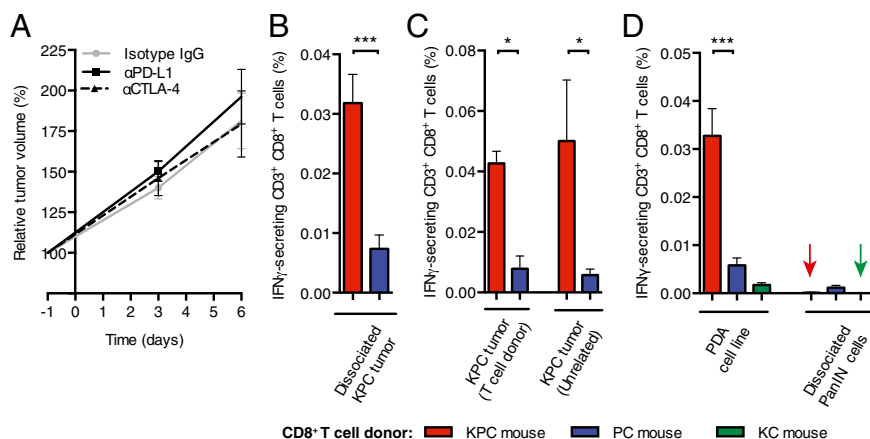 A
Relative tumor volume (%)
225
200
175
150
125
100
-1 0 1 2 3 4 5 6
Time (days)
Isotype IgG
αPD-L1
αCTLA-4
B
IFNγ-secreting CD3+ CD8+ T cells (%)
0.04
0.03
0.02
0.01
0.00
***
Dissociated
KPC tumor
C
IFNγ-secreting CD3+ CD8+ T cells (%)
0.08
0.06
0.04
0.02
0.00
* *
KPC tumor
(T cell donor)
KPC tumor
(Unrelated)
D
IFNγ-secreting CD3+ CD8+ T cells (%)
0.05
0.04
0.03
0.02
0.01
0.00
***
PDA
cell line
Dissociated
PanIN cells
CD8+ T cell donor: KPC mouse PC mouse KC mouse